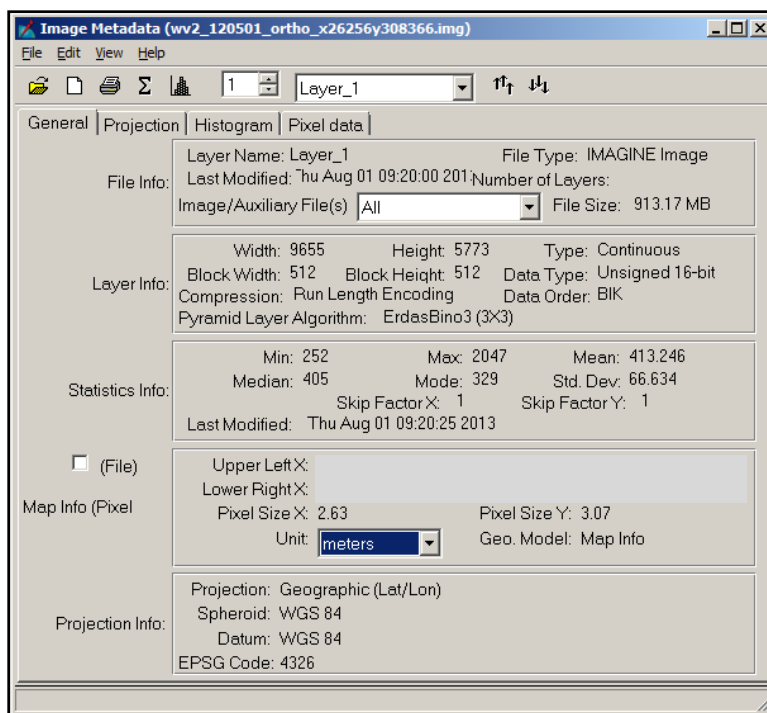 Image Metadata (wv2_120501_ortho_x26256y308366.img)
File Edit View Help
1 Layer_1
General Projection Histogram Pixel data
File Info:
Layer Name: Layer_1 File Type: IMAGINE Image
Last Modified: Thu Aug 01 09:20:00 201 Number of Layers:
Image/Auxiliary File(s) All File Size: 913.17 MB
Layer Info:
Width: 9655 Height: 5773 Type: Continuous
Block Width: 512 Block Height: 512 Data Type: Unsigned 16-bit
Compression: Run Length Encoding Data Order: BIK
Pyramid Layer Algorithm: ErdasBino3 (3X3)
Statistics Info:
Min: 252 Max: 2047 Mean: 413.246
Median: 405 Mode: 329 Std. Dev: 66.634
Skip Factor X: 1 Skip Factor Y: 1
Last Modified: Thu Aug 01 09:20:25 2013
(File)
Map Info (Pixel
Upper Left X:
Lower Right X:
Pixel Size X: 2.63 Pixel Size Y: 3.07
Unit: meters Geo. Model: Map Info
Projection Info:
Projection: Geographic (Lat/Lon)
Spheroid: WGS 84
Datum: WGS 84
EPSG Code: 4326